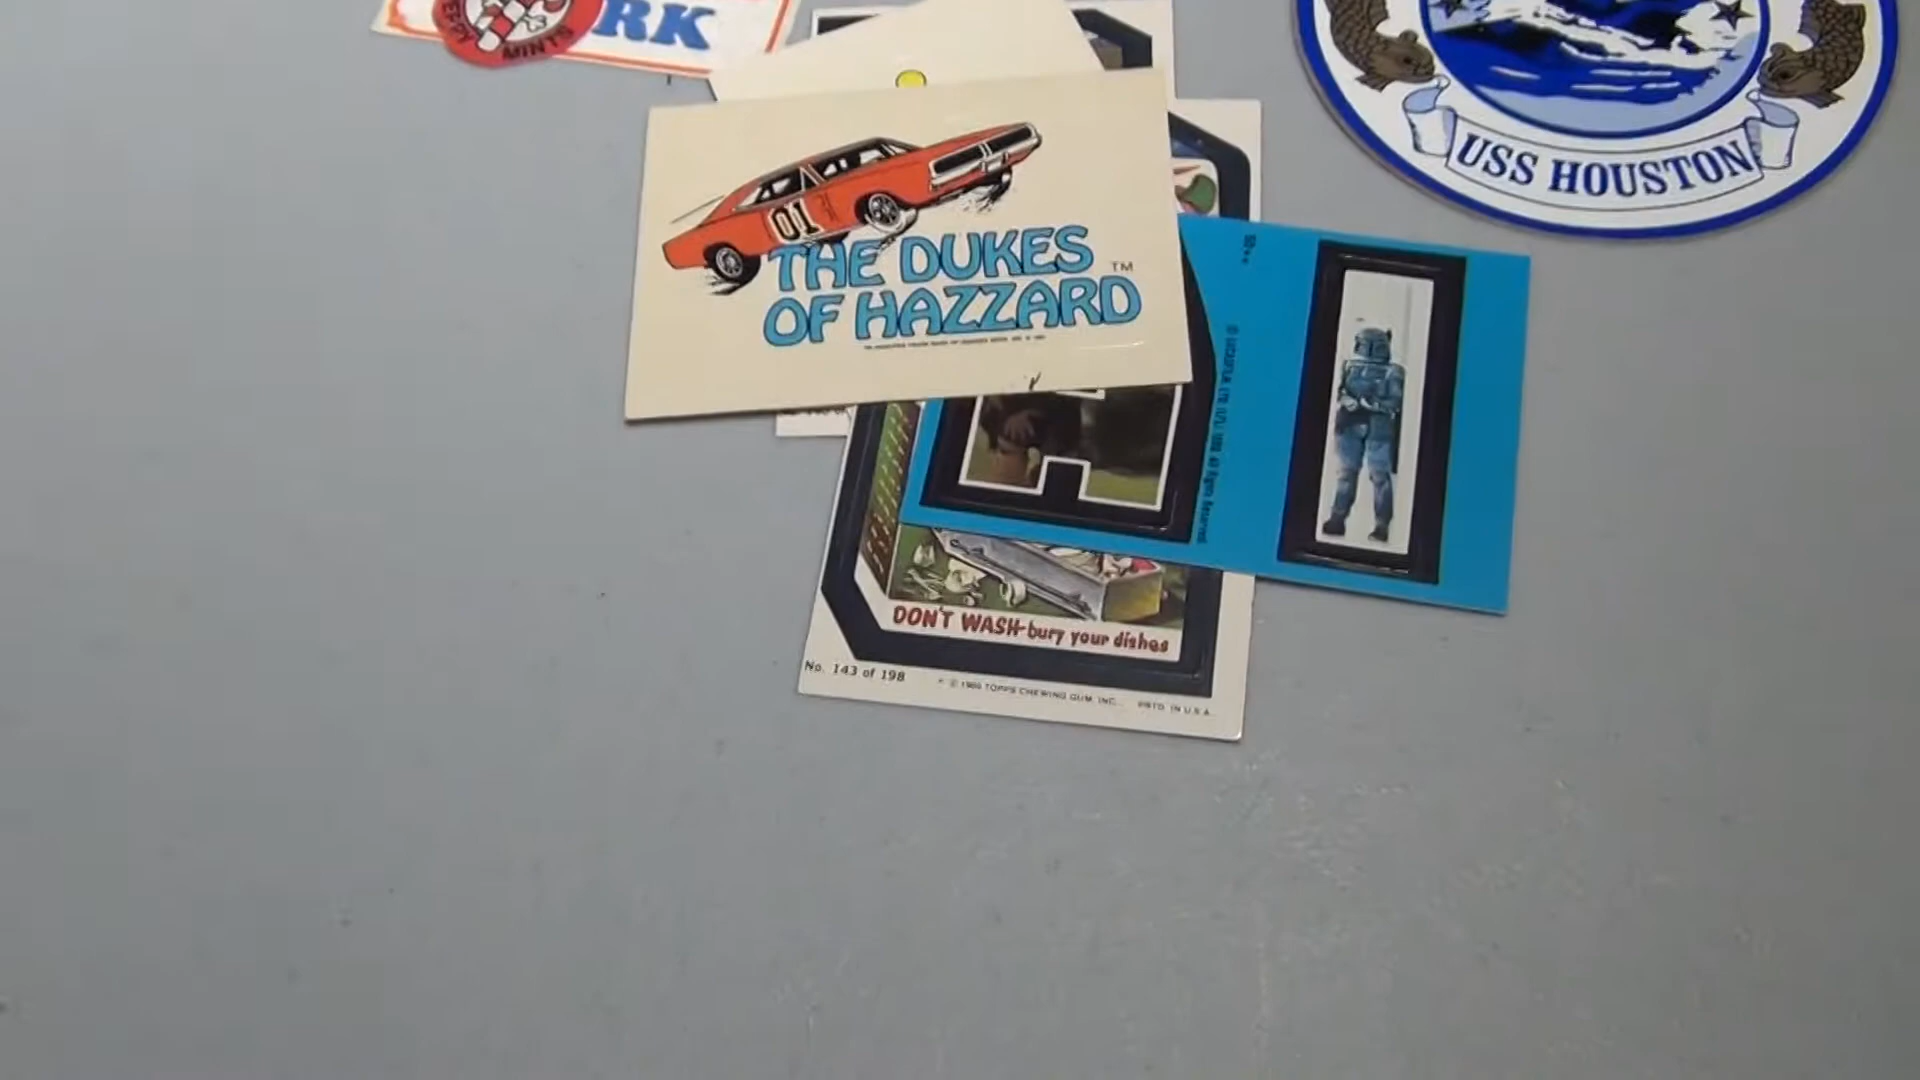 RK
MINTS
USS HOUSTON
01
THE DUKES
OF HAZZARD
TM
DON'T WASH bury your dishes
No. 143 of 198
TOPPS CHEWING GUM, INC.
PRTD. IN U.S.A.